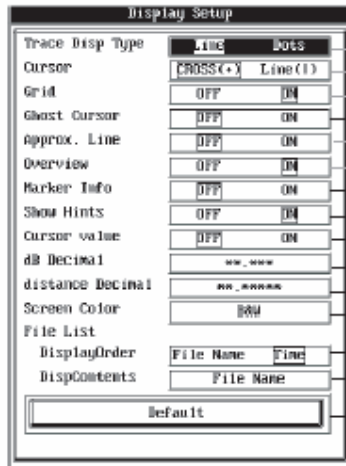 Display Setup
Trace Disp Type Line Dots
Cursor CROSS(+) Line(|)
Grid OFF ON
Ghost Cursor OFF ON
Approx. Line OFF ON
Overview OFF ON
Marker Info OFF ON
Show Hints OFF ON
Cursor value OFF ON
dB Decimal **.***
distance Decimal **.*****
Screen Color B&W
File List
DisplayOrder File Name Time
DispContents File Name
Default